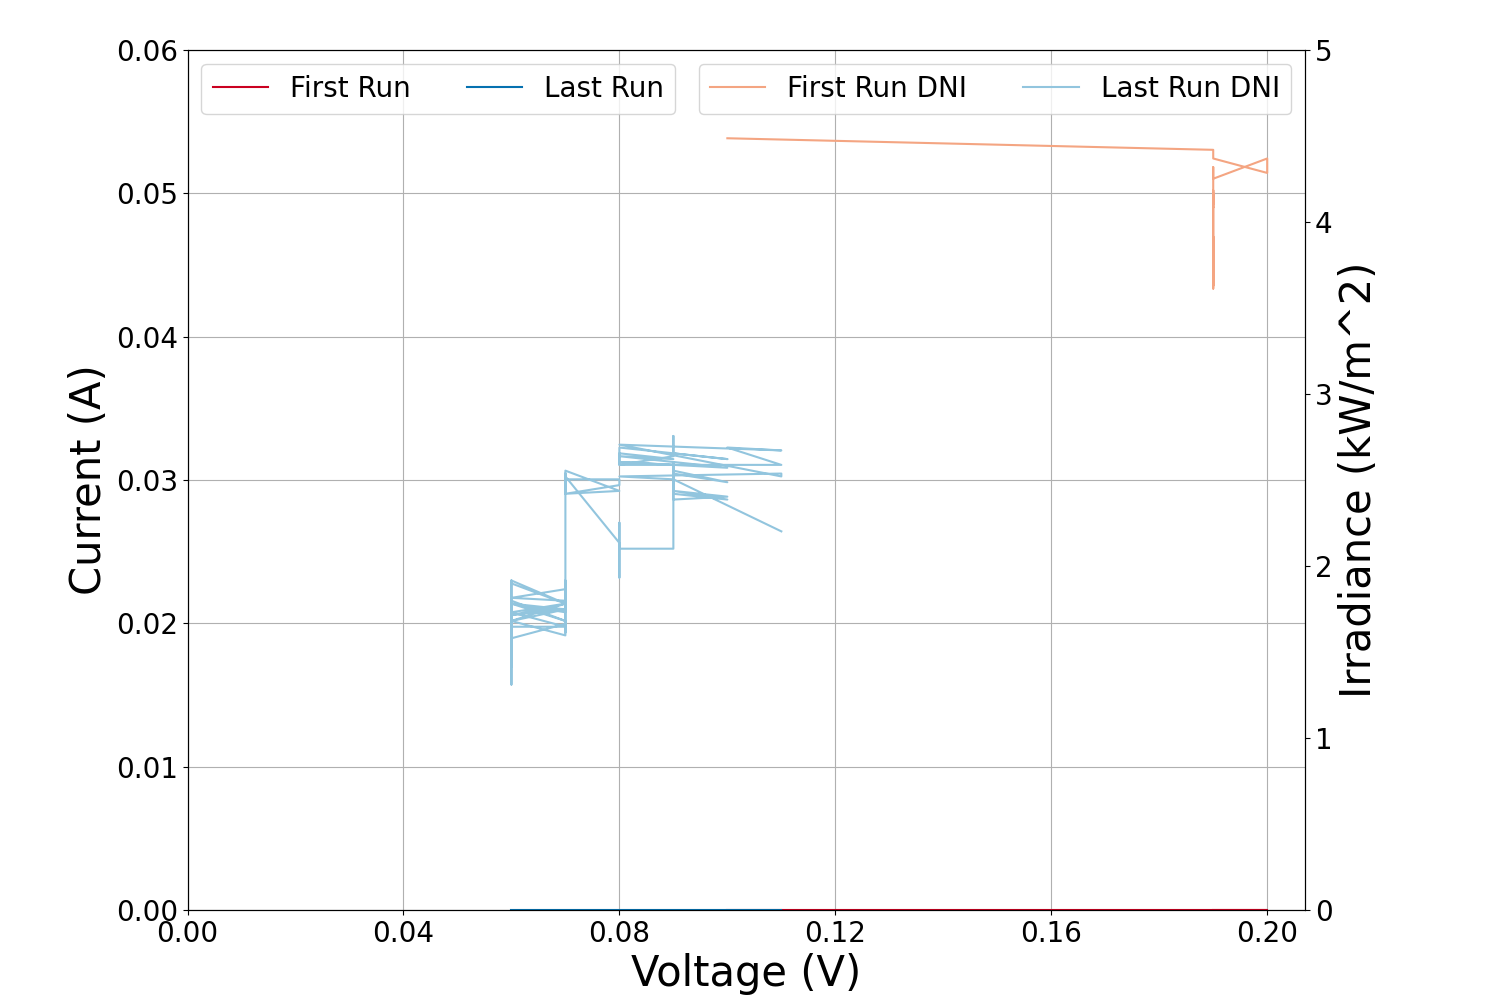 0.06
0.05
0.04
0.03
0.02
0.01
0.00
Current (A)
First Run
Last Run
First Run DNI
Last Run DNI
5
4
3
2
1
0
Irradiance (kW/m^2)
0.00
0.04
0.08
0.12
0.16
0.20
Voltage (V)